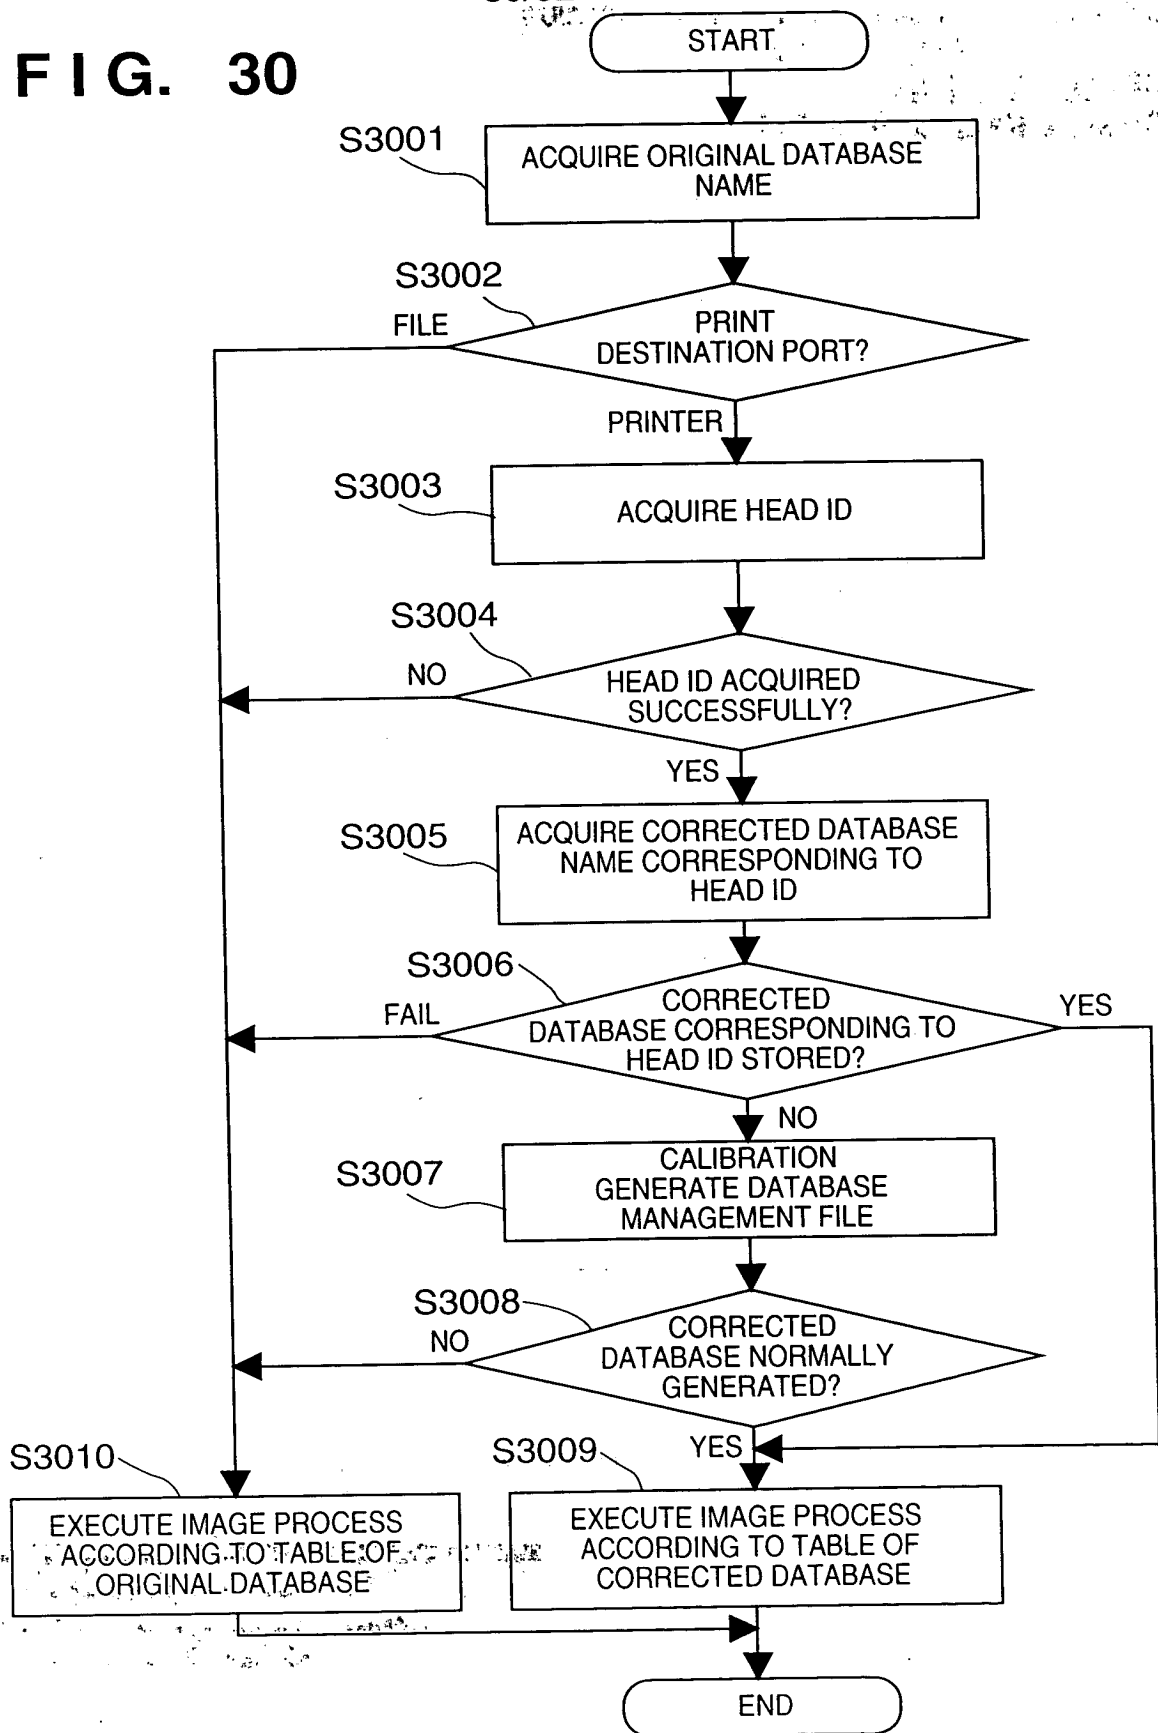 FIG. 30
START
S3001
ACQUIRE ORIGINAL DATABASE
NAME
S3002
FILE
PRINT
DESTINATION PORT?
PRINTER
S3003
ACQUIRE HEAD ID
S3004
NO
HEAD ID ACQUIRED
SUCCESSFULLY?
YES
S3005
ACQUIRE CORRECTED DATABASE
NAME CORRESPONDING TO
HEAD ID
S3006
FAIL
CORRECTED
DATABASE CORRESPONDING TO
HEAD ID STORED?
YES
NO
S3007
CALIBRATION
GENERATE DATABASE
MANAGEMENT FILE
S3008
NO
CORRECTED
DATABASE NORMALLY
GENERATED?
YES
S3010
EXECUTE IMAGE PROCESS
ACCORDING TO TABLE OF
ORIGINAL DATABASE
S3009
EXECUTE IMAGE PROCESS
ACCORDING TO TABLE OF
CORRECTED DATABASE
END